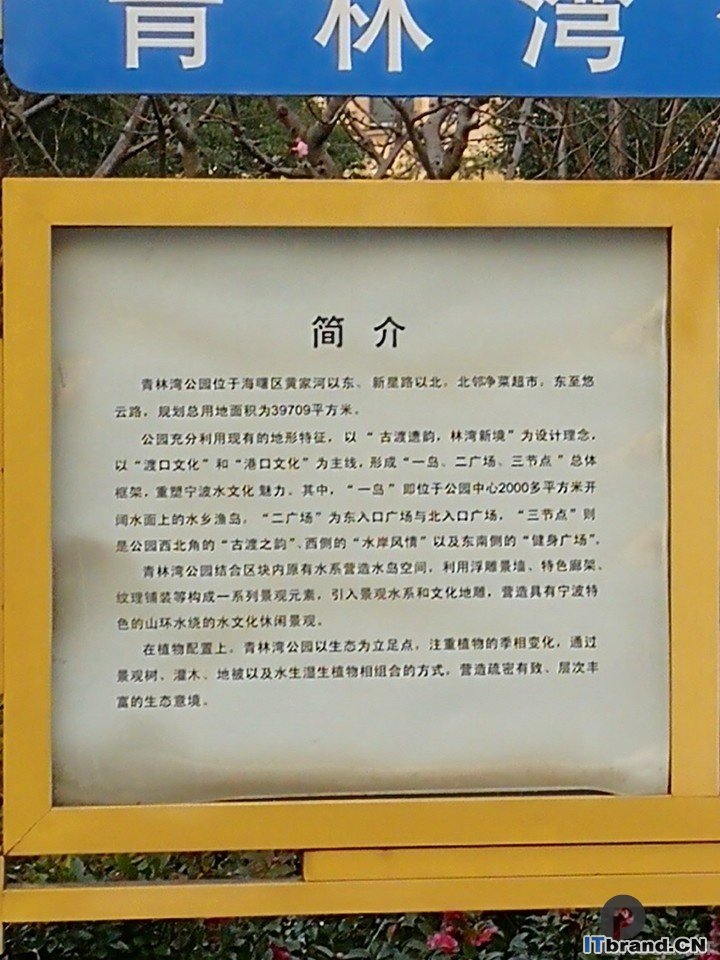 青林湾
简 介
青林湾公园位于海曙区黄家河以东、新星路以北，北邻净菜超市，东至悠
云路，规划总用地面积为39709平方米。
公园充分利用现有的地形特征，以“古渡遗韵，林湾新境”为设计理念，
以“渡口文化”和“港口文化”为主线，形成“一岛、二广场、三节点”总体
框架，重塑宁波水文化 魅力。其中，“一岛”即位于公园中心2000多平方米开
阔水面上的水乡渔岛，“二广场”为东入口广场与北入口广场，“三节点”则
是公园西北角的“古渡之韵”、西侧的“水岸风情”以及东南侧的“健身广场”。
青林湾公园结合区块内原有水系营造水岛空间，利用浮雕景墙、特色廊架、
纹理铺装等构成一系列景观元素，引入景观水系和文化地雕，营造具有宁波特
色的山环水绕的水文化休闲景观。
在植物配置上，青林湾公园以生态为立足点，注重植物的季相变化，通过
景观树、灌木、地被以及水生湿生植物相组合的方式，营造疏密有致、层次丰
富的生态意境。
ITbrand.CN